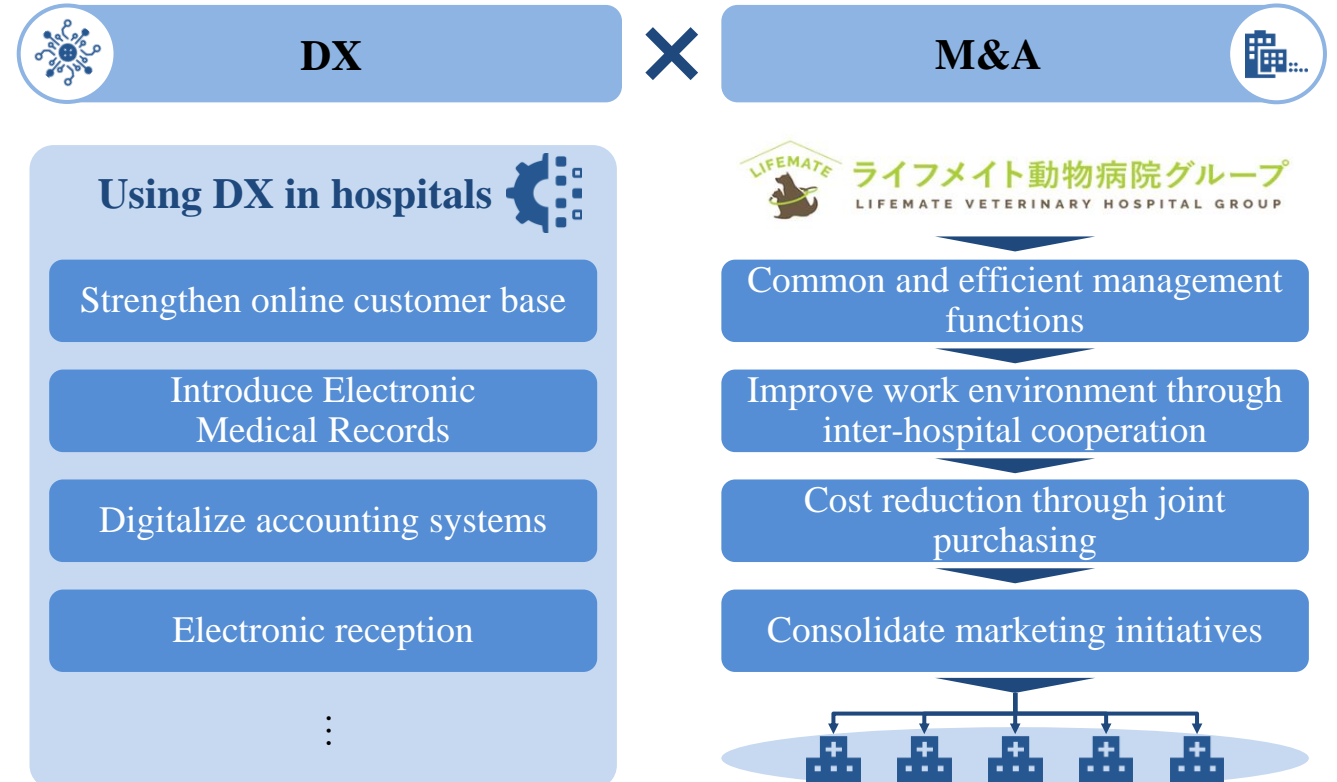 DX
M&A
Using DX in hospitals
Strengthen online customer base
Introduce Electronic
Medical Records
Digitalize accounting systems
Electronic reception
⋮
LIFEMATE
ライフメイト動物病院グループ
LIFEMATE VETERINARY HOSPITAL GROUP
Common and efficient management
functions
Improve work environment through
inter-hospital cooperation
Cost reduction through joint
purchasing
Consolidate marketing initiatives